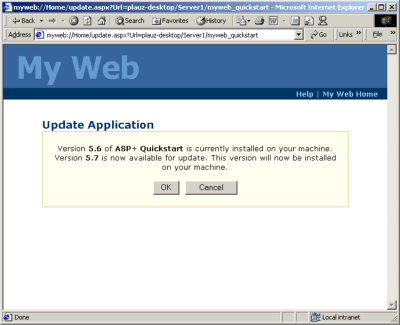 myweb://Home/update.aspx?Url=plauz-desktop/Server1/myweb_quickstart - Microsoft Internet Explorer
Back Search Favorites History
Address myweb://Home/update.aspx?Url=plauz-desktop/Server1/myweb_quickstart Go Links » File »
My Web
Help | My Web Home
Update Application
Version 5.6 of ASP+ Quickstart is currently installed on your machine.
Version 5.7 is now available for update. This version will now be installed
on your machine.
OK Cancel
Done Local intranet